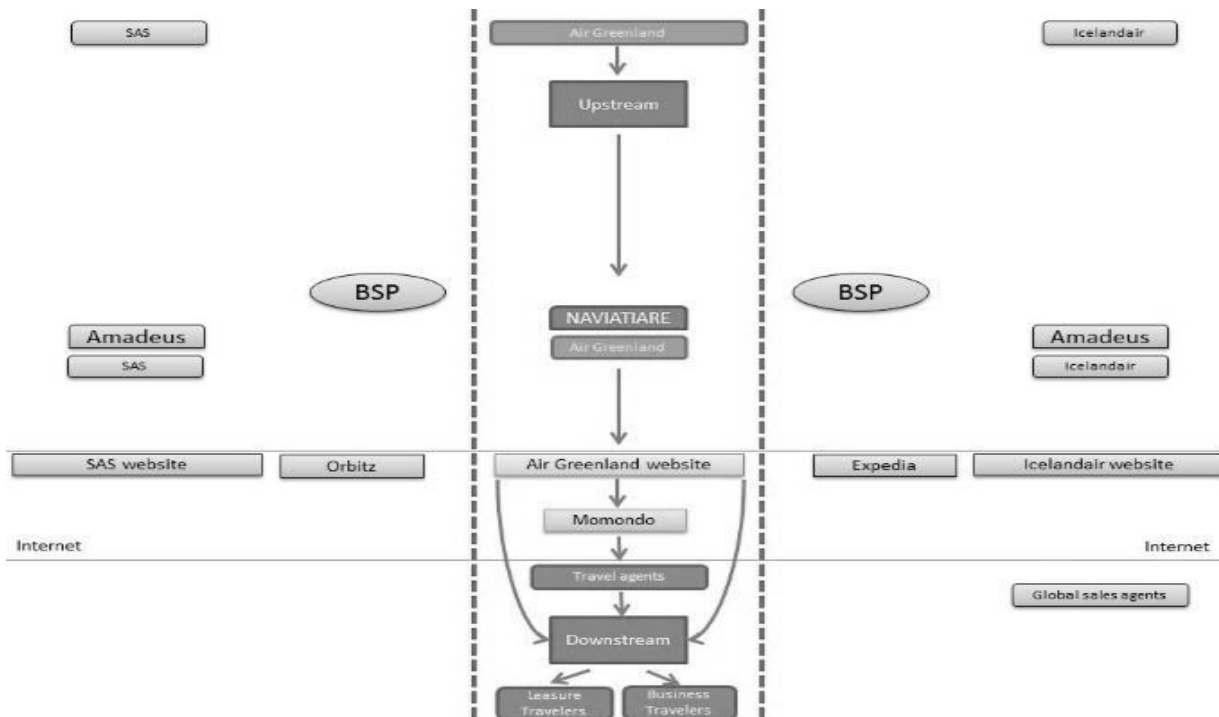 SAS
Air Greenland
Icelandair
Upstream
BSP
BSP
NAVIATIARE
Amadeus
Amadeus
Air Greenland
SAS
Icelandair
SAS website
Orbitz
Air Greenland website
Expedia
Icelandair website
Momondo
Internet
Internet
Travel agents
Global sales agents
Downstream
Leasure
Travelers
Business
Travelers